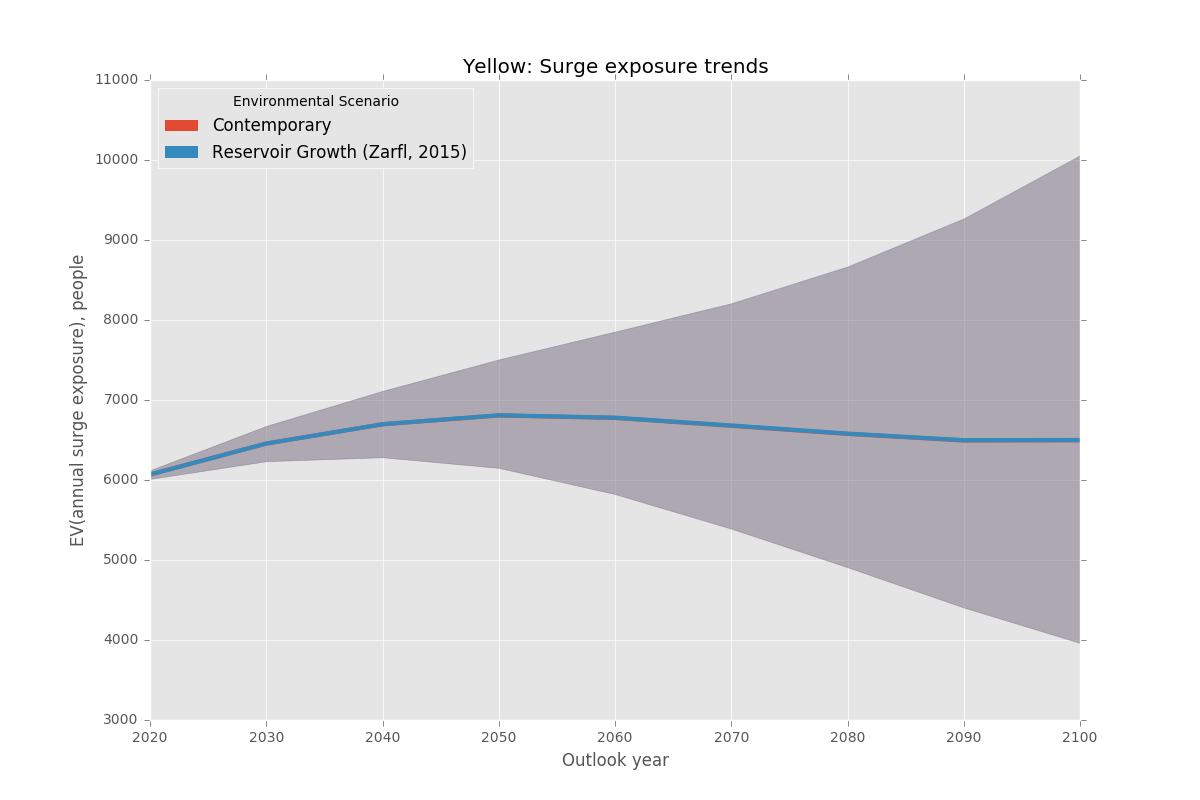 Yellow: Surge exposure trends
Environmental Scenario
Contemporary
Reservoir Growth (Zarfl, 2015)
EV(annual surge exposure), people
11000
10000
9000
8000
7000
6000
5000
4000
3000
2020 2030 2040 2050 2060 2070 2080 2090 2100
Outlook year